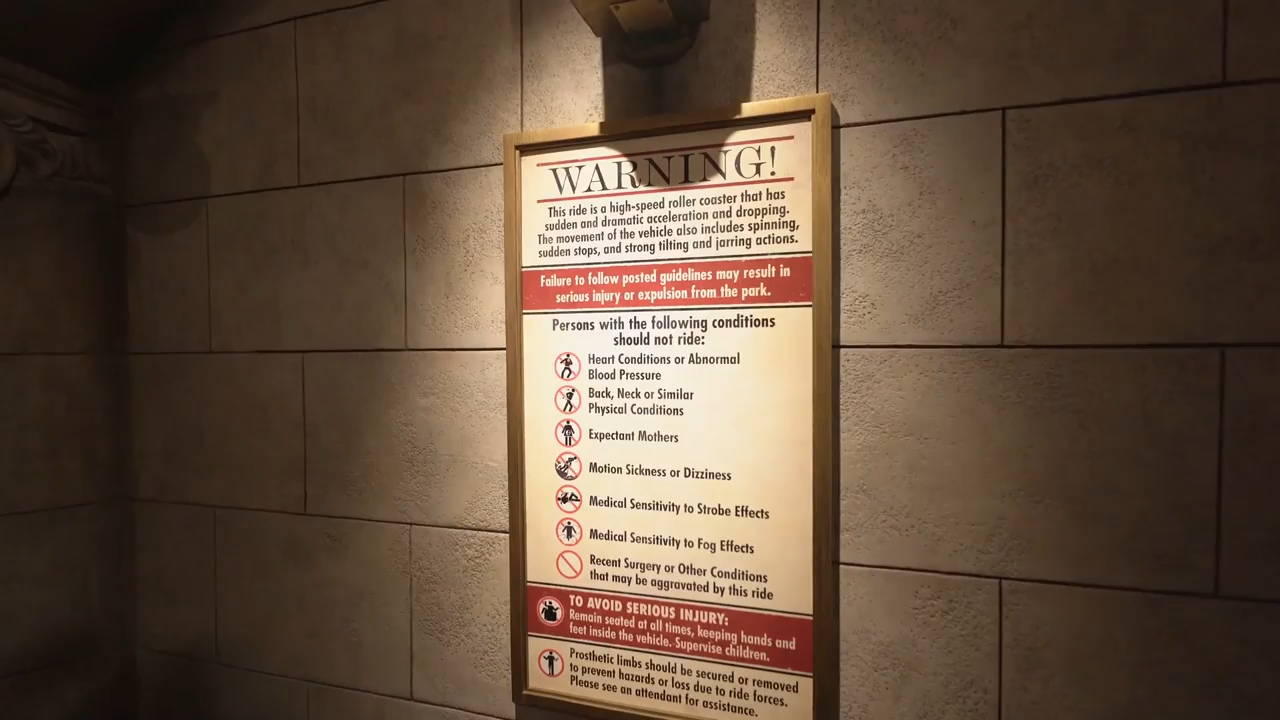 WARNING!
This ride is a high-speed roller coaster that has
sudden and dramatic acceleration and dropping.
The movement of the vehicle also includes spinning,
sudden stops, and strong tilting and jarring actions.
Failure to follow posted guidelines may result in
serious injury or expulsion from the park.
Persons with the following conditions
should not ride:
Heart Conditions or Abnormal
Blood Pressure
Back, Neck or Similar
Physical Conditions
Expectant Mothers
Motion Sickness or Dizziness
Medical Sensitivity to Strobe Effects
Medical Sensitivity to Fog Effects
Recent Surgery or Other Conditions
that may be aggravated by this ride
TO AVOID SERIOUS INJURY:
Remain seated at all times, keeping hands and
feet inside the vehicle. Supervise children.
Prosthetic limbs should be secured or removed
to prevent hazards or loss due to ride forces.
Please see an attendant for assistance.